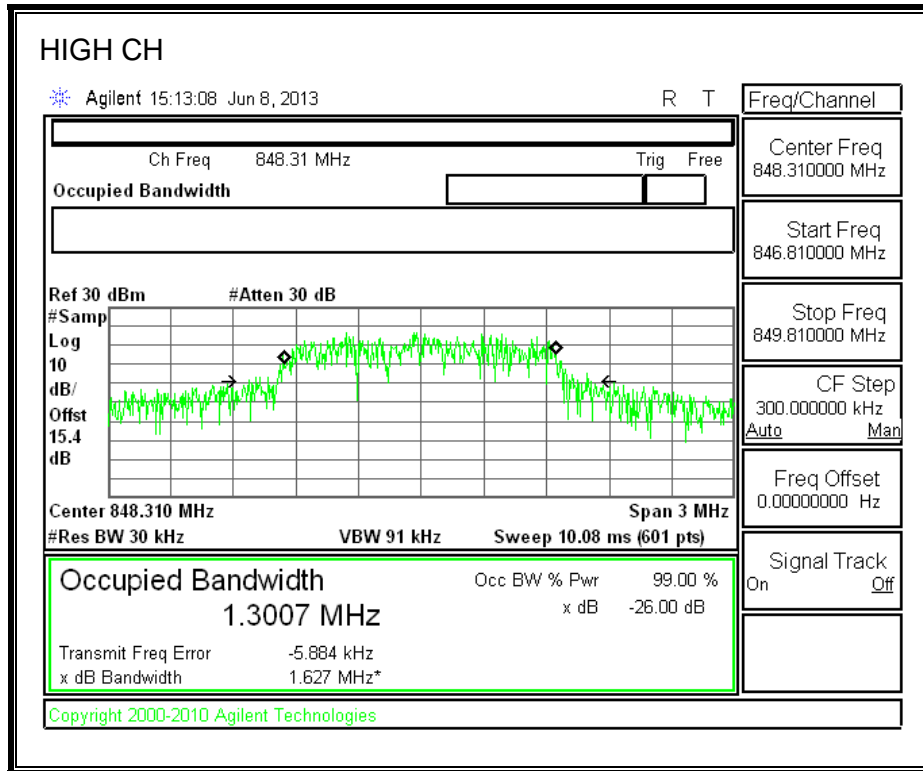 HIGH CH
Agilent 15:13:08 Jun 8, 2013 R T
Ch Freq 848.31 MHz Trig Free
Occupied Bandwidth
Ref 30 dBm #Atten 30 dB
#Samp
Log
10
dB/
Offst
15.4
dB
Center 848.310 MHz Span 3 MHz
#Res BW 30 kHz VBW 91 kHz Sweep 10.08 ms (601 pts)
Occupied Bandwidth Occ BW % Pwr 99.00 %
1.3007 MHz x dB -26.00 dB
Transmit Freq Error -5.884 kHz
x dB Bandwidth 1.627 MHz*
Copyright 2000-2010 Agilent Technologies
Freq/Channel
Center Freq
848.310000 MHz
Start Freq
846.810000 MHz
Stop Freq
849.810000 MHz
CF Step
300.000000 kHz
Auto Man
Freq Offset
0.00000000 Hz
Signal Track
On Off